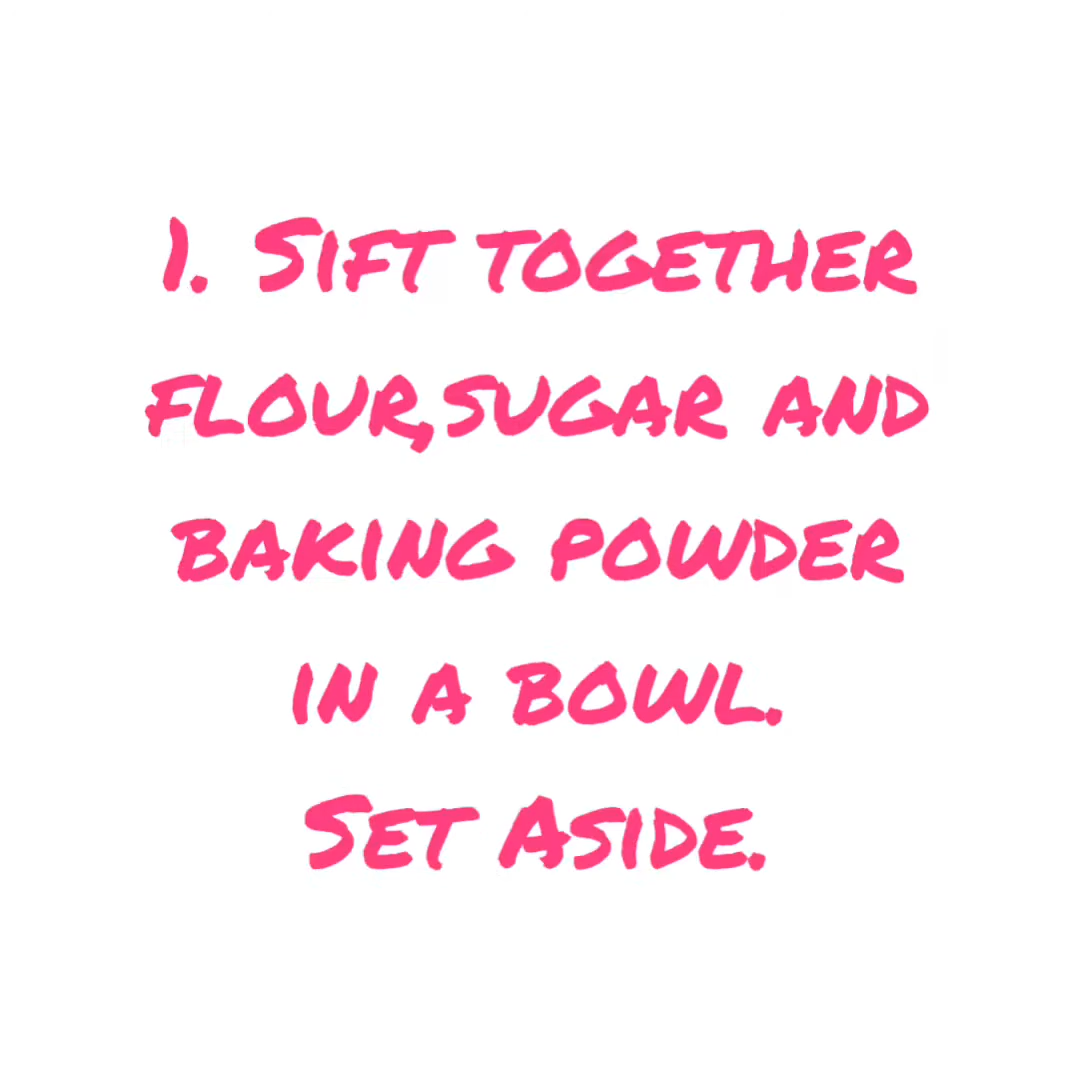 1. Sift together
flour,sugar and
baking powder
in a bowl.
Set Aside.